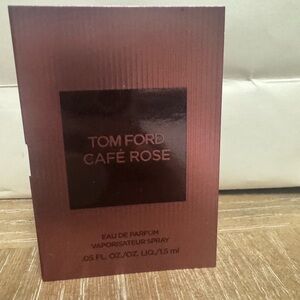 TOM FORD
CAFÉ ROSE
EAU DE PARFUM
VAPORISATEUR SPRAY
.05 FL. OZ./OZ. LIQ./1.5 ml